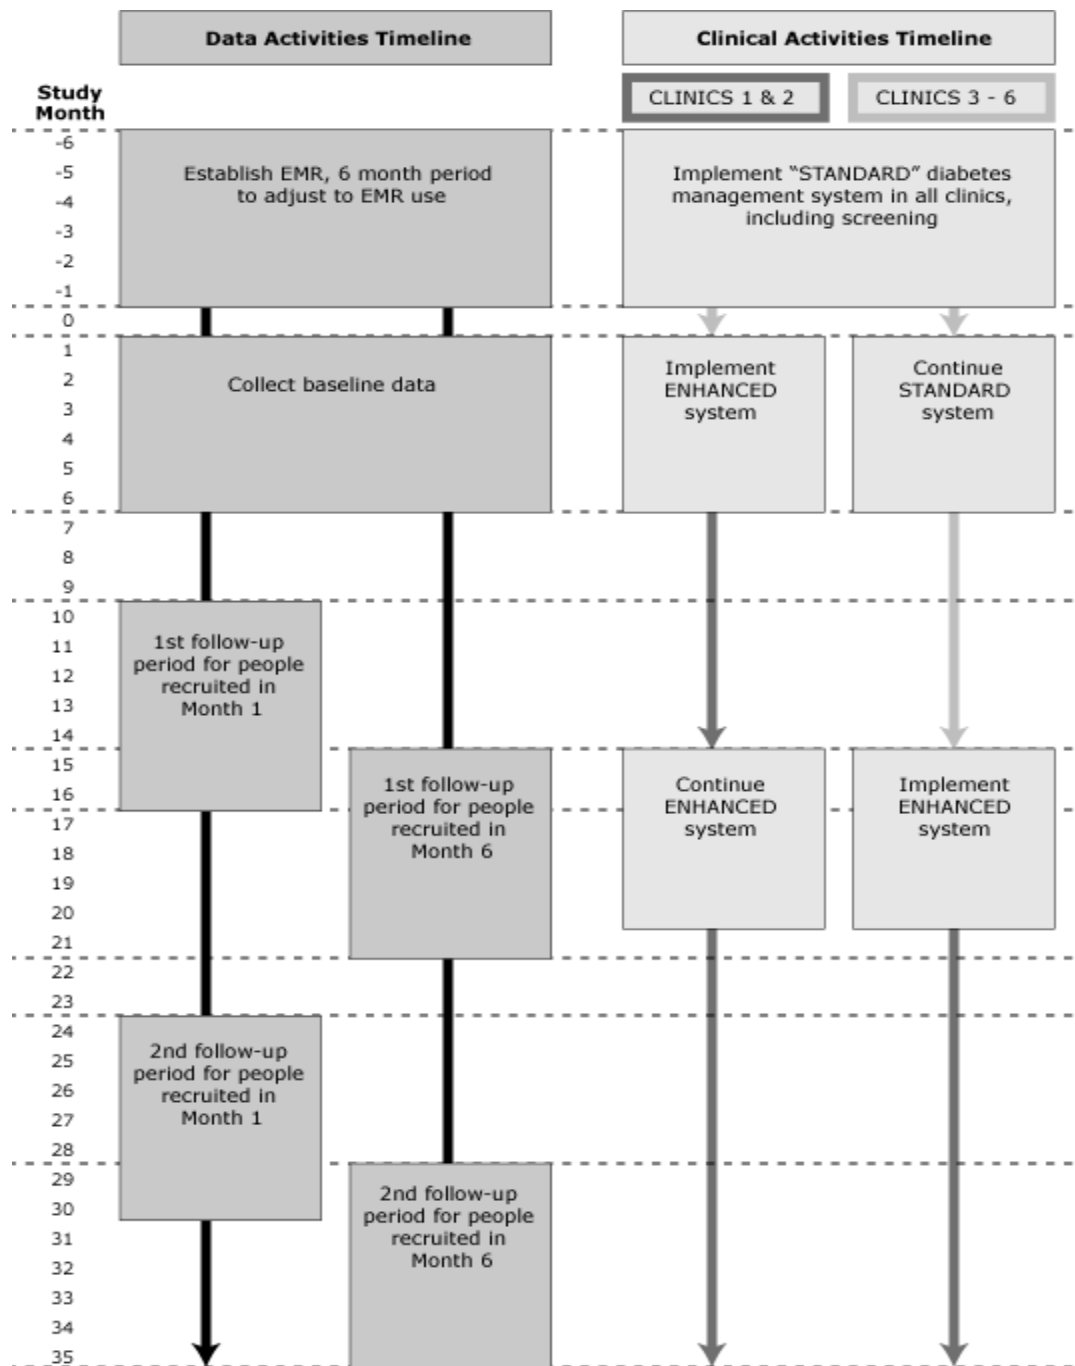 Data Activities Timeline
Clinical Activities Timeline
Study
Month
CLINICS 1 & 2
CLINICS 3 - 6
-6
-5
-4
-3
-2
-1
0
1
2
3
4
5
6
7
8
9
10
11
12
13
14
15
16
17
18
19
20
21
22
23
24
25
26
27
28
29
30
31
32
33
34
35
Establish EMR, 6 month period
to adjust to EMR use
Implement “STANDARD” diabetes
management system in all clinics,
including screening
Collect baseline data
Implement
ENHANCED
system
Continue
STANDARD
system
1st follow-up
period for people
recruited in
Month 1
1st follow-up
period for people
recruited in
Month 6
Continue
ENHANCED
system
Implement
ENHANCED
system
2nd follow-up
period for people
recruited in
Month 1
2nd follow-up
period for people
recruited in
Month 6